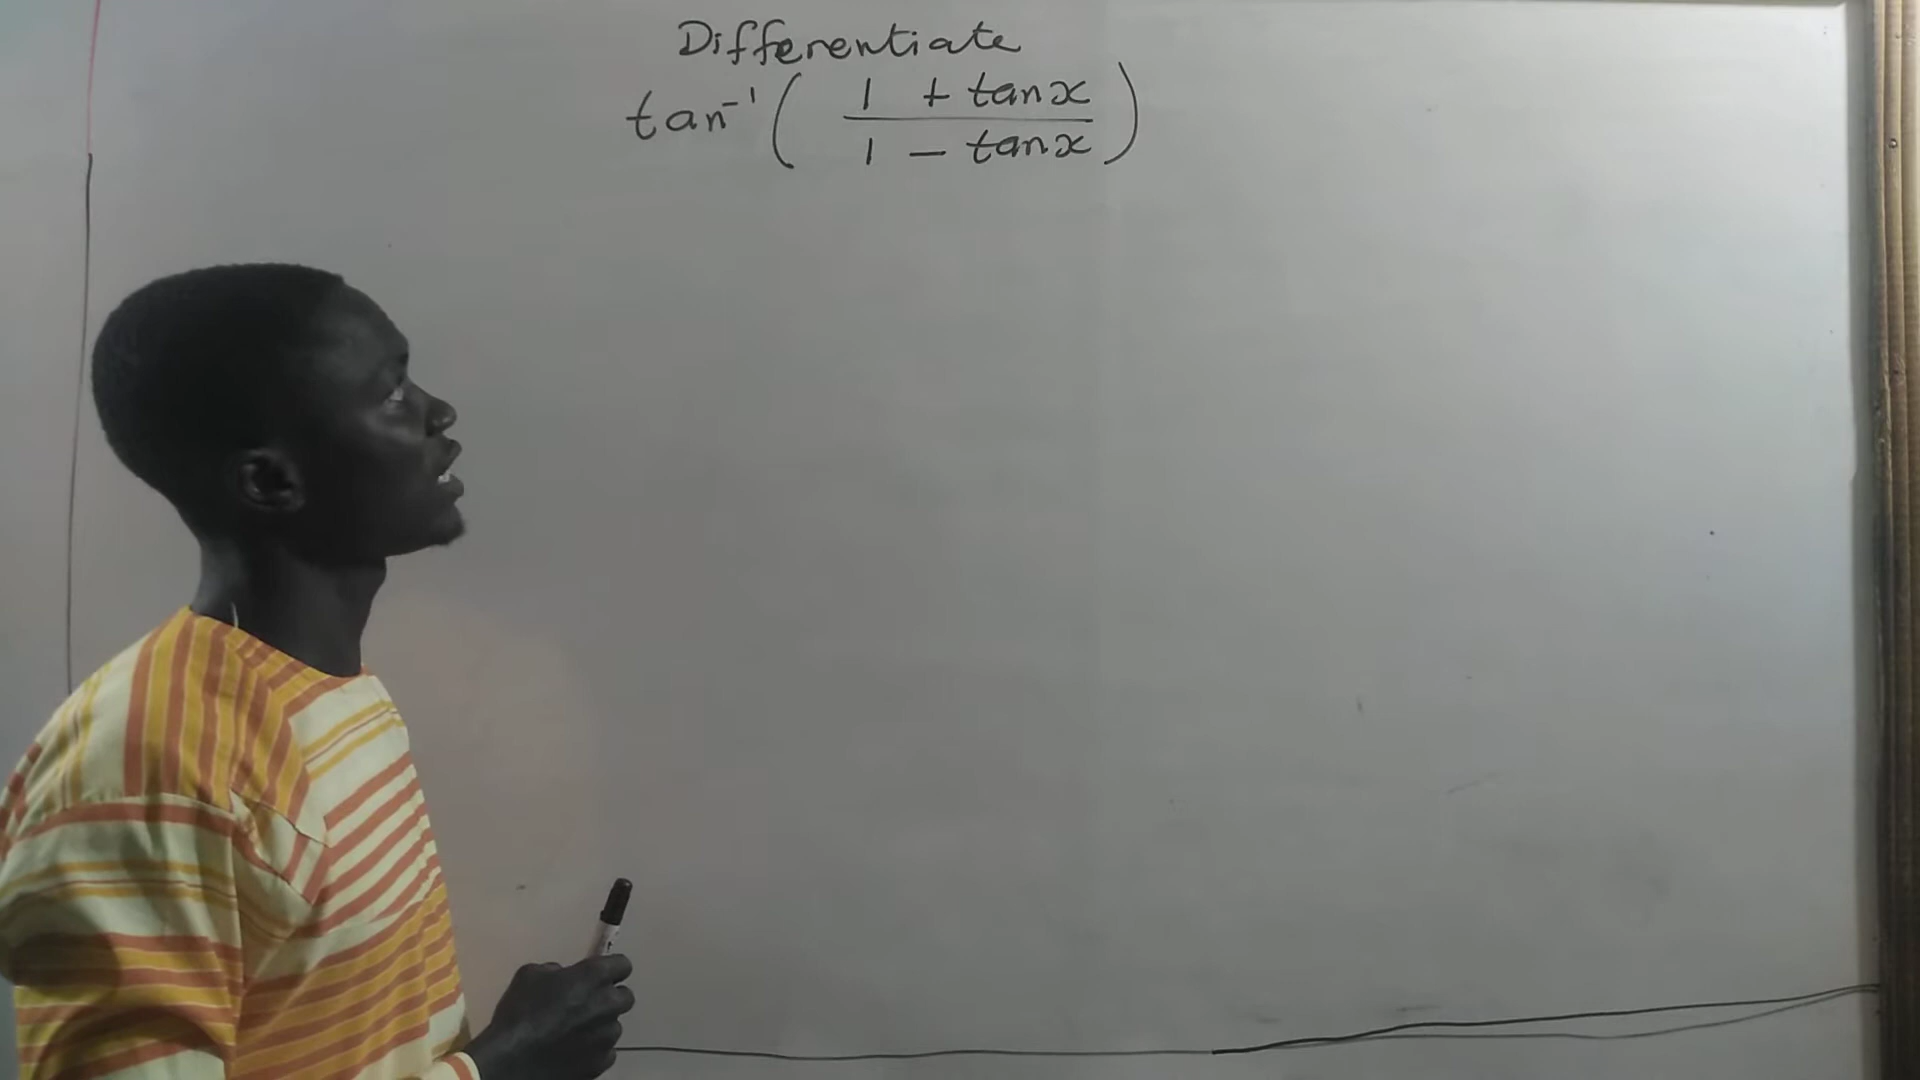 Differentiate
tan⁻¹( (1 + tanx)/(1 − tanx) )